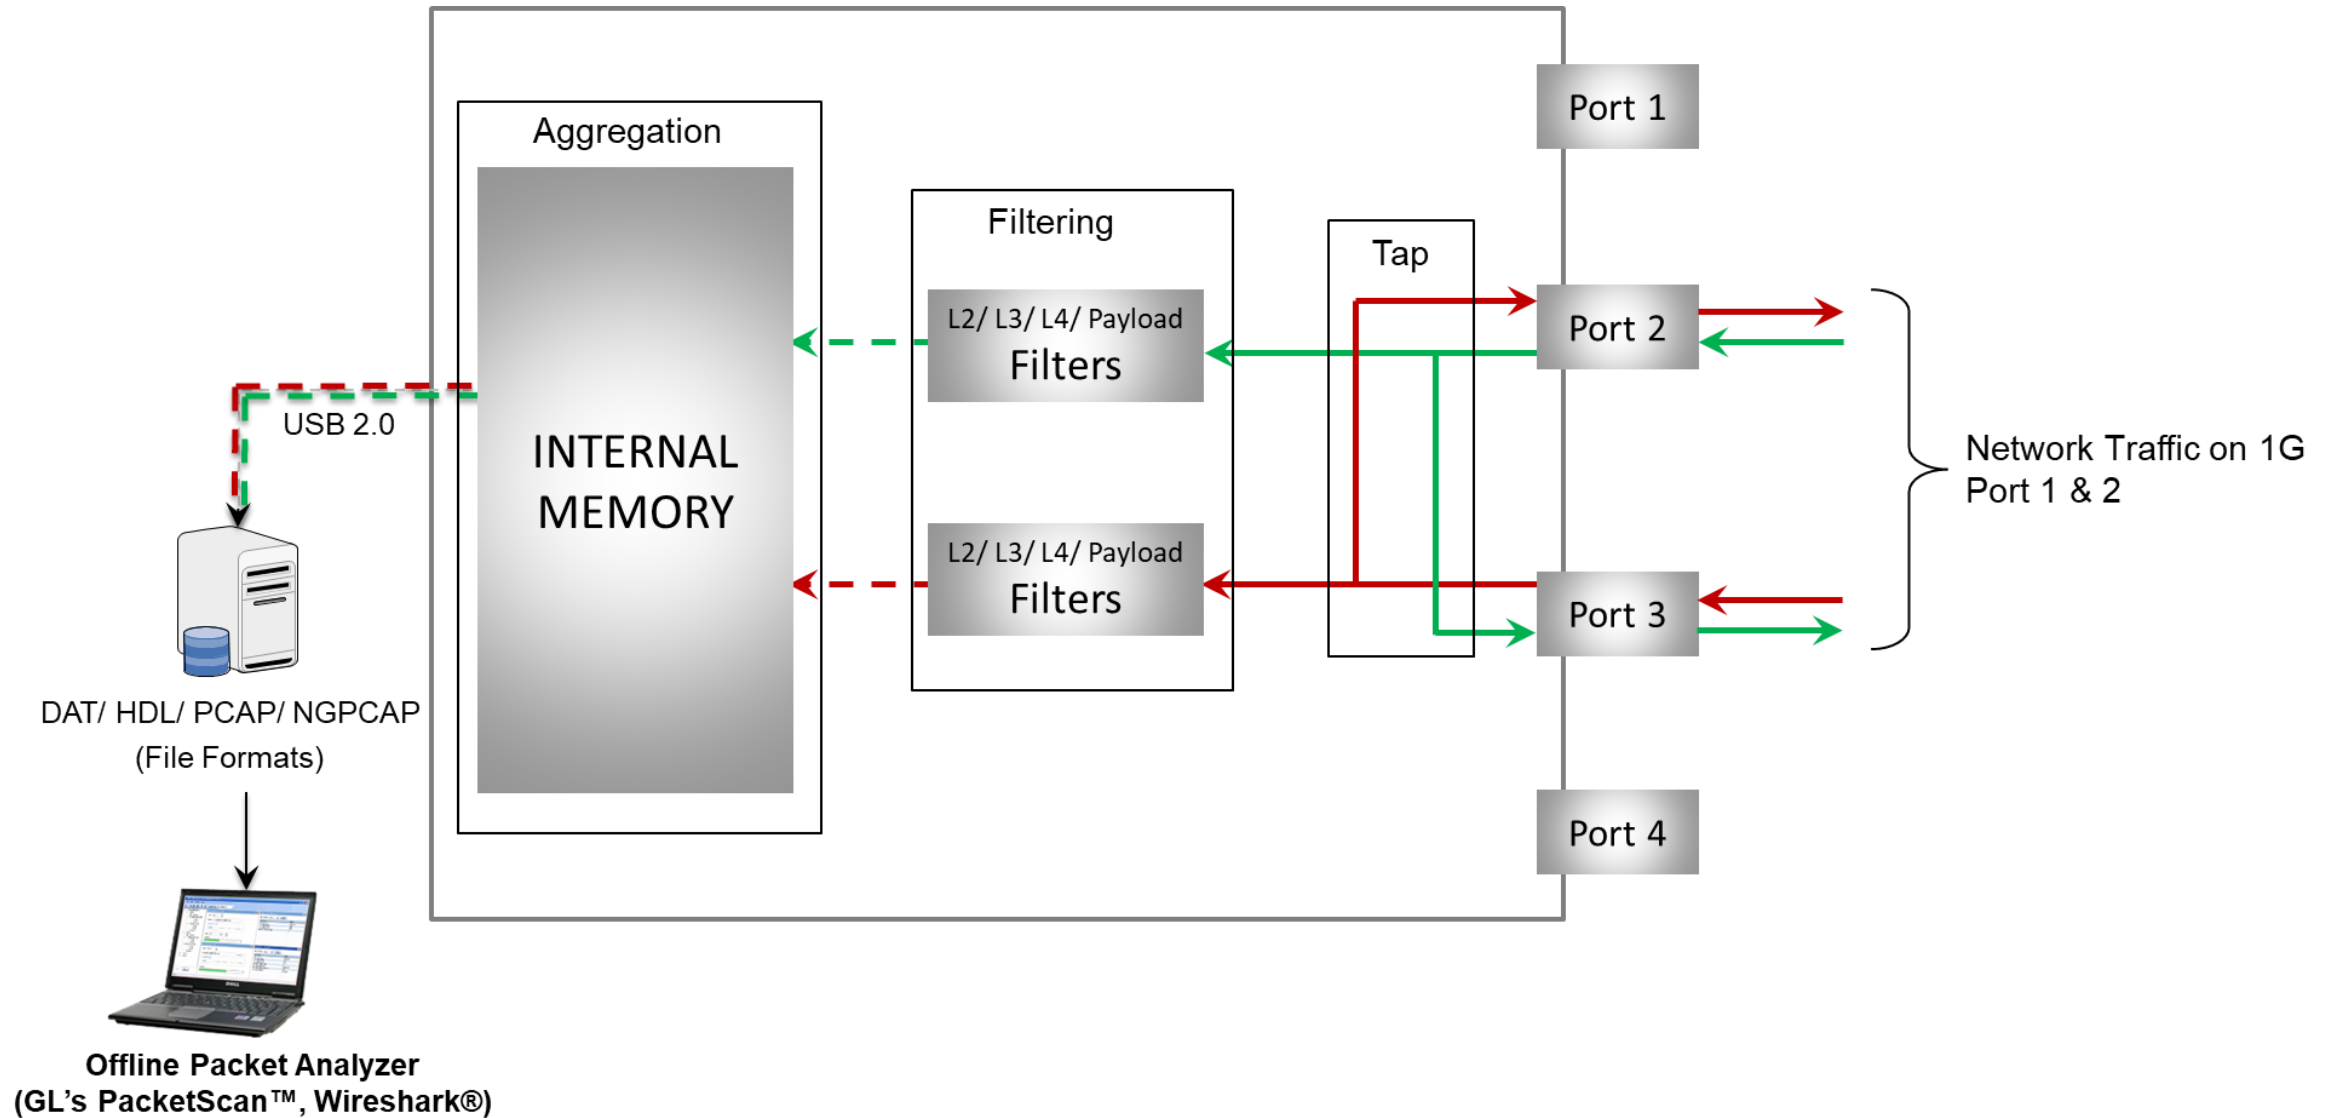 Port 1
Aggregation
Filtering
Tap
L2/ L3/ L4/ Payload
Filters
Port 2
USB 2.0
INTERNAL
MEMORY
Network Traffic on 1G
Port 1 & 2
L2/ L3/ L4/ Payload
Filters
Port 3
DAT/ HDL/ PCAP/ NGPCAP
(File Formats)
Port 4
Offline Packet Analyzer
(GL’s PacketScan™, Wireshark®)